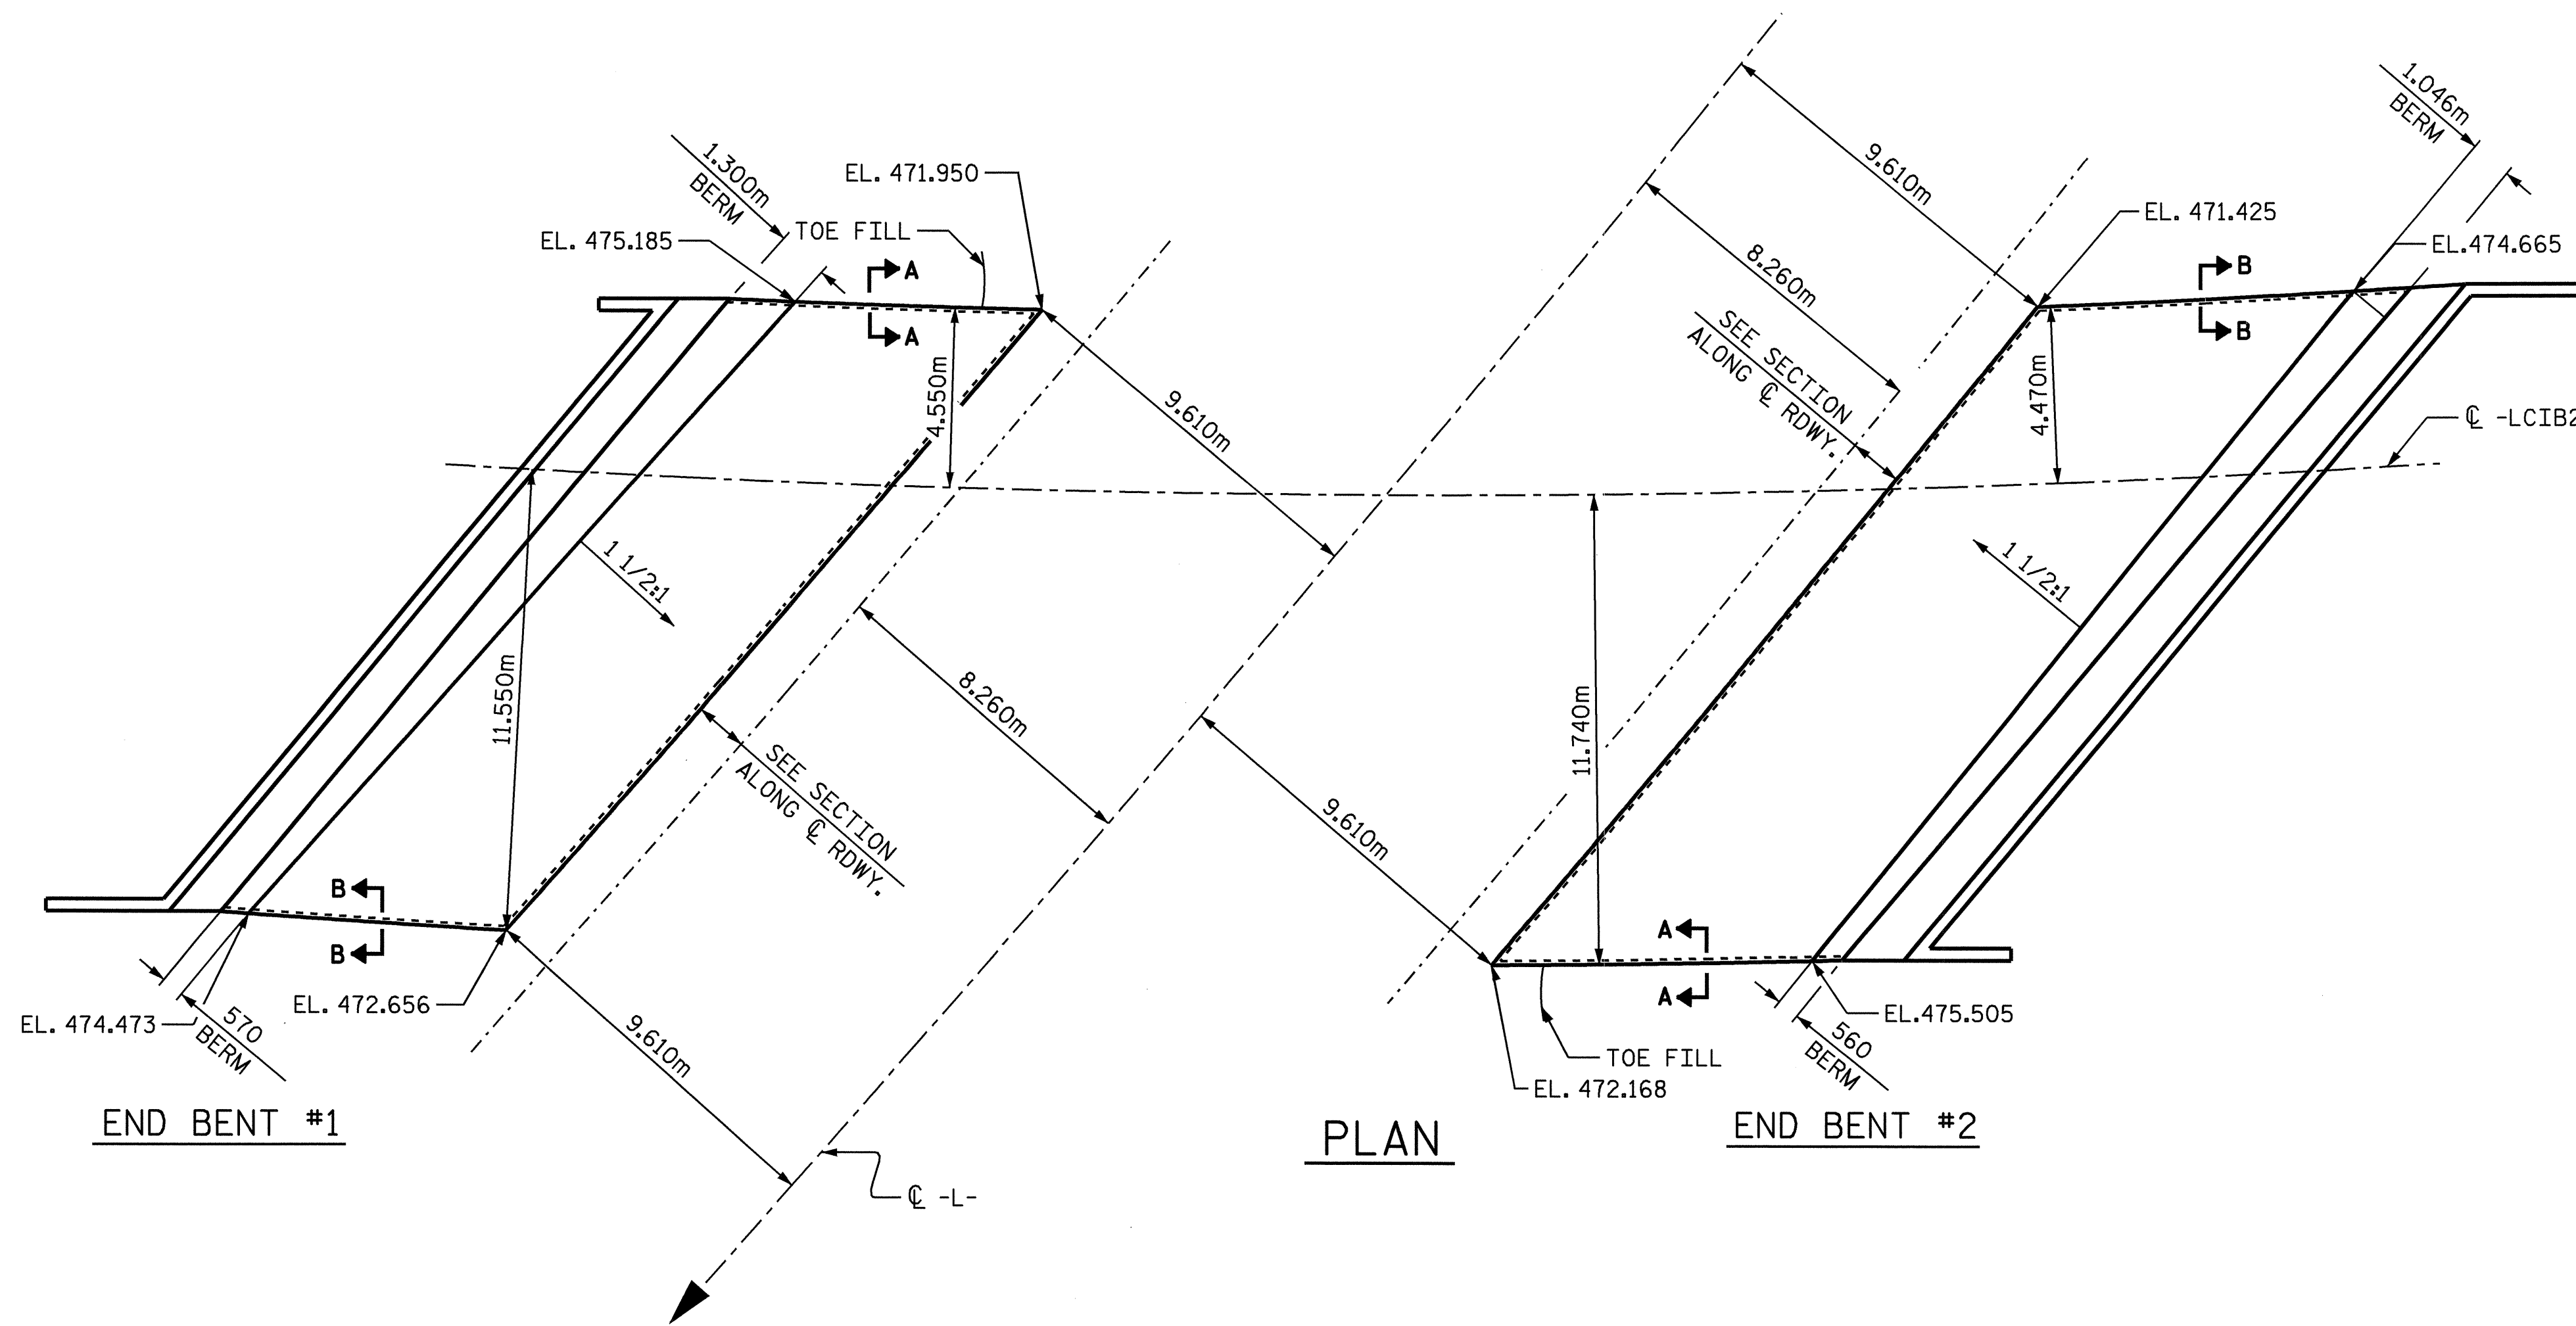 1.046m
BERM
9.610m
1.300m
BERM
EL. 471.950
EL. 471.425
TOE FILL
EL. 475.185
EL.474.665
8.260m
A
A
B
B
SEE SECTION
ALONG ℄ RDWY.
4.550m
9.610m
4.470m
℄ -LCIB2
1 1/2:1
1 1/2:1
11.550m
8.260m
11.740m
SEE SECTION
ALONG ℄ RDWY.
9.610m
B
B
A
A
EL. 472.656
EL. 474.473
570
BERM
9.610m
EL.475.505
560
BERM
TOE FILL
EL. 472.168
END BENT #1
PLAN
END BENT #2
℄ -L-